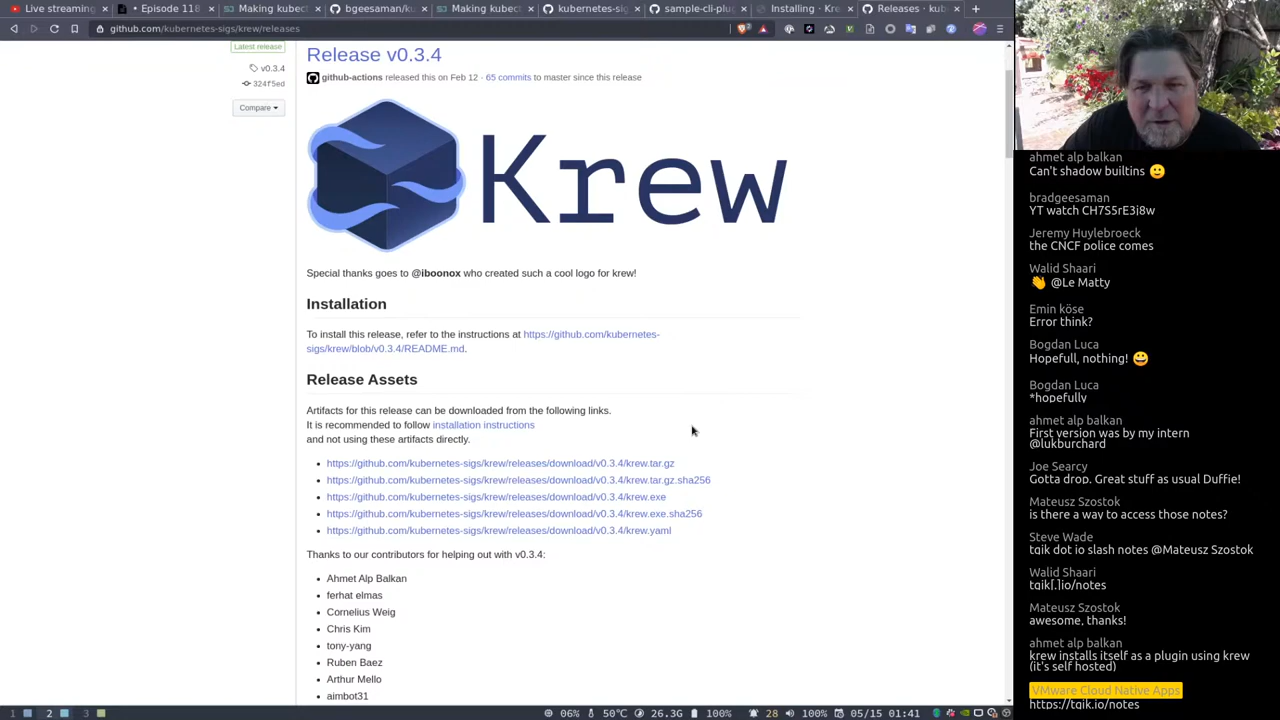 Live streaming
Episode 118
Making kubect
bgeesaman/ku
Making kubect
kubernetes-sig
sample-cli-plug
Installing · Kre
Releases · kub
github.com/kubernetes-sigs/krew/releases
Latest release
v0.3.4
324f5ed
Compare
Release v0.3.4
github-actions released this on Feb 12 · 65 commits to master since this release
Krew
Special thanks goes to @iboonox who created such a cool logo for krew!
Installation
To install this release, refer to the instructions at https://github.com/kubernetes-
sigs/krew/blob/v0.3.4/README.md.
Release Assets
Artifacts for this release can be downloaded from the following links.
It is recommended to follow installation instructions
and not using these artifacts directly.
https://github.com/kubernetes-sigs/krew/releases/download/v0.3.4/krew.tar.gz
https://github.com/kubernetes-sigs/krew/releases/download/v0.3.4/krew.tar.gz.sha256
https://github.com/kubernetes-sigs/krew/releases/download/v0.3.4/krew.exe
https://github.com/kubernetes-sigs/krew/releases/download/v0.3.4/krew.exe.sha256
https://github.com/kubernetes-sigs/krew/releases/download/v0.3.4/krew.yaml
Thanks to our contributors for helping out with v0.3.4:
Ahmet Alp Balkan
ferhat elmas
Cornelius Weig
Chris Kim
tony-yang
Ruben Baez
Arthur Mello
aimbot31
ahmet alp balkan
Can't shadow builtins 🙂
bradgeesaman
YT watch CH7S5rE3j8w
Jeremy Huylebroeck
the CNCF police comes
Walid Shaari
👏 @Le Matty
Emin köse
Error think?
Bogdan Luca
Hopefull, nothing! 😀
Bogdan Luca
*hopefully
ahmet alp balkan
First version was by my intern
@lukburchard
Joe Searcy
Gotta drop. Great stuff as usual Duffie!
Mateusz Szostok
is there a way to access those notes?
Steve Wade
tgik dot io slash notes @Mateusz Szostok
Walid Shaari
tgik[.]io/notes
Mateusz Szostok
awesome, thanks!
ahmet alp balkan
krew installs itself as a plugin using krew
(it's self hosted)
VMware Cloud Native Apps
https://tgik.io/notes
1 2 3
06% 50°C 26.3G 100% 28 100% 05/15 01:41